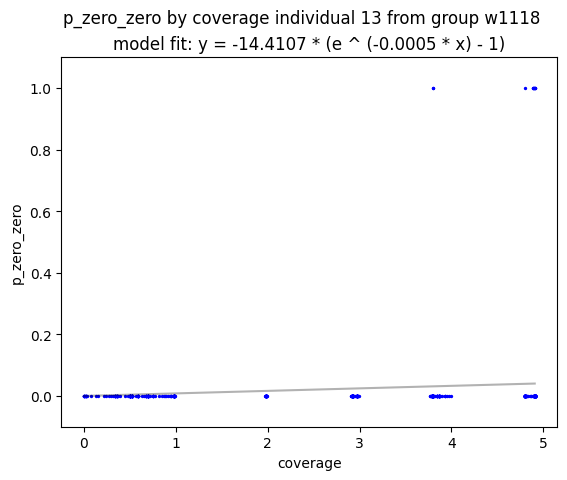 p_zero_zero by coverage individual 13 from group w1118
model fit: y = -14.4107 * (e ^ (-0.0005 * x) - 1)
1.0
0.8
0.6
0.4
0.2
0.0
p_zero_zero
0 1 2 3 4 5
coverage